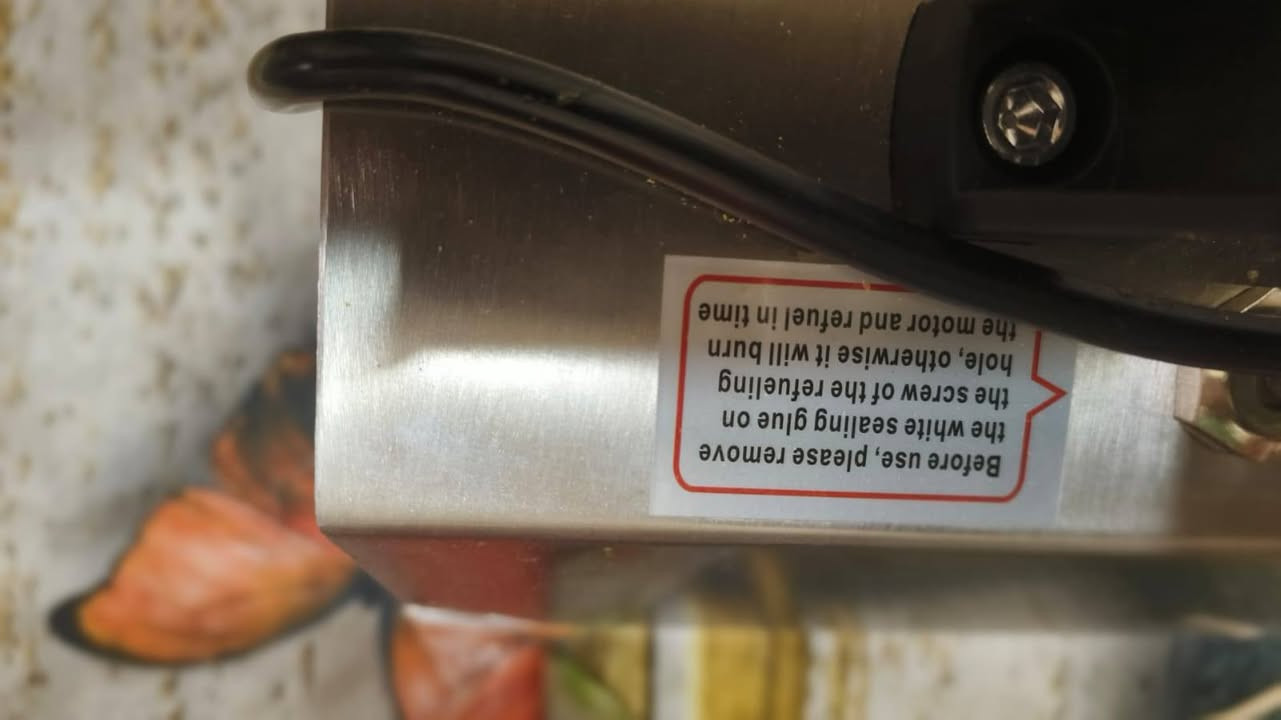 Before use, please remove
the white sealing glue on
the screw of the refueling
hole, otherwise it will burn
the motor and refuel in time